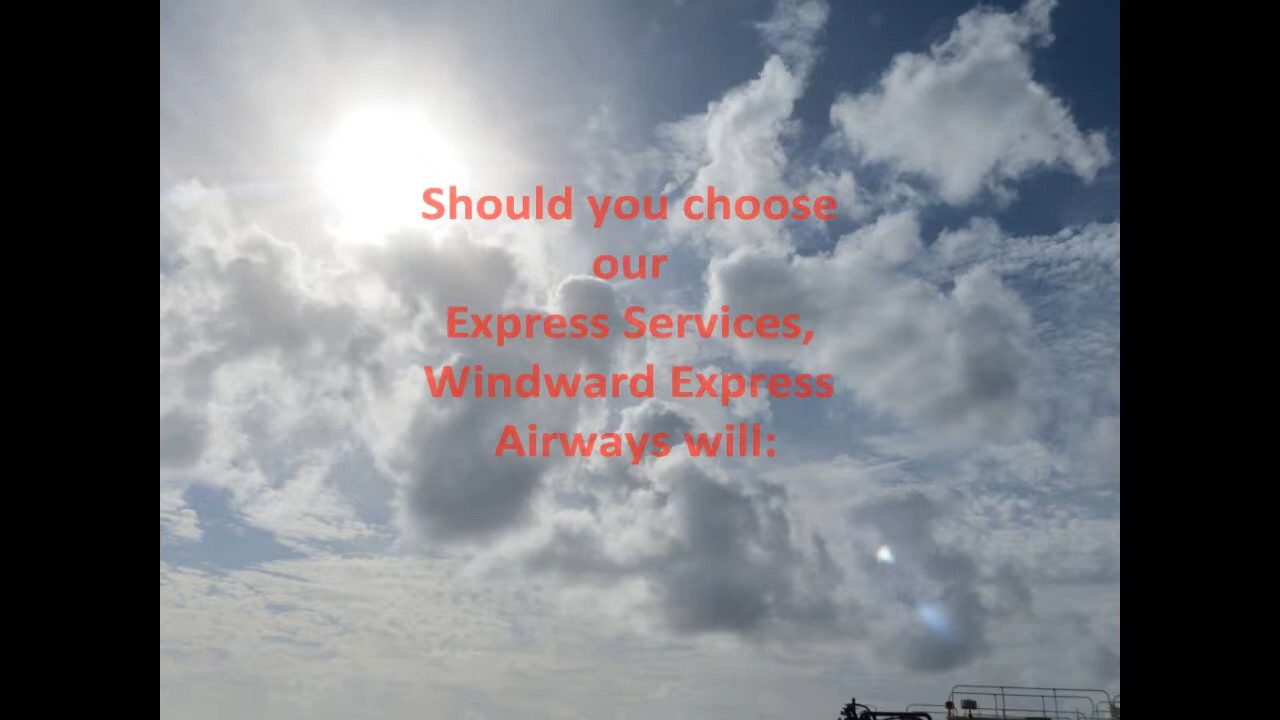 Should you choose
our
Express Services,
Windward Express
Airways will: